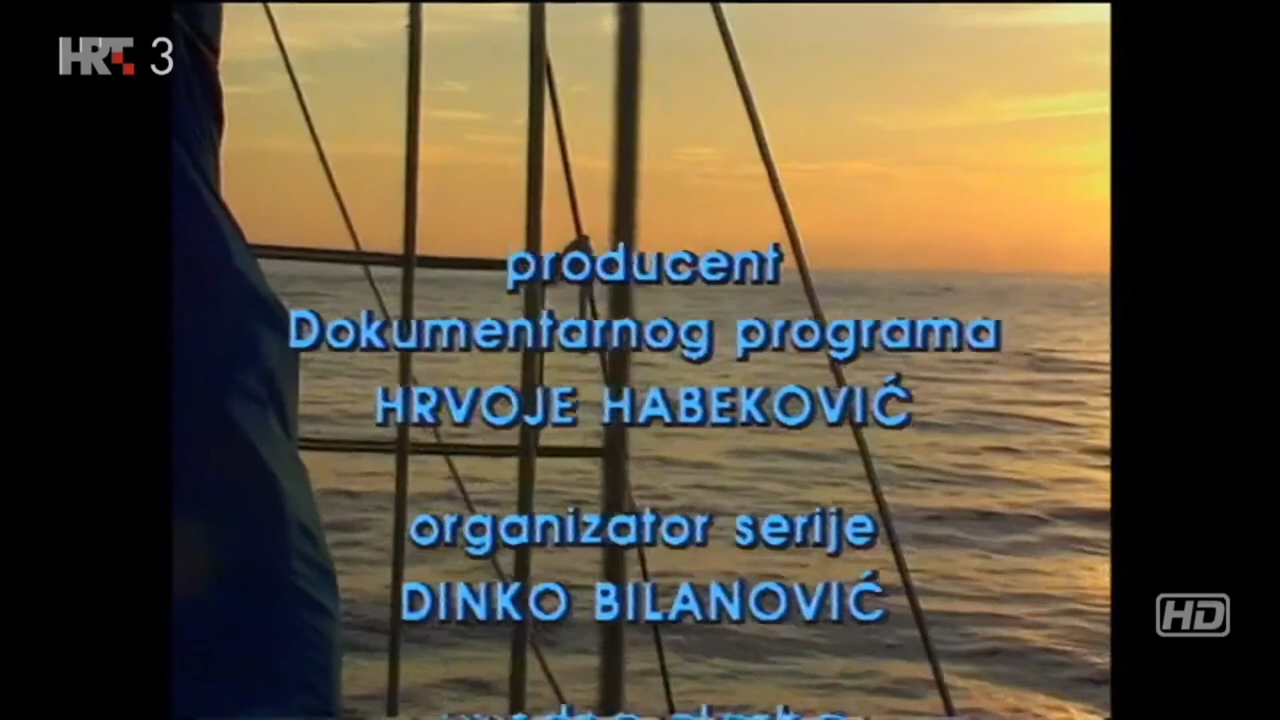 HRT 3
producent
Dokumentarnog programa
HRVOJE HABEKOVIĆ
organizator serije
DINKO BILANOVIĆ
HD